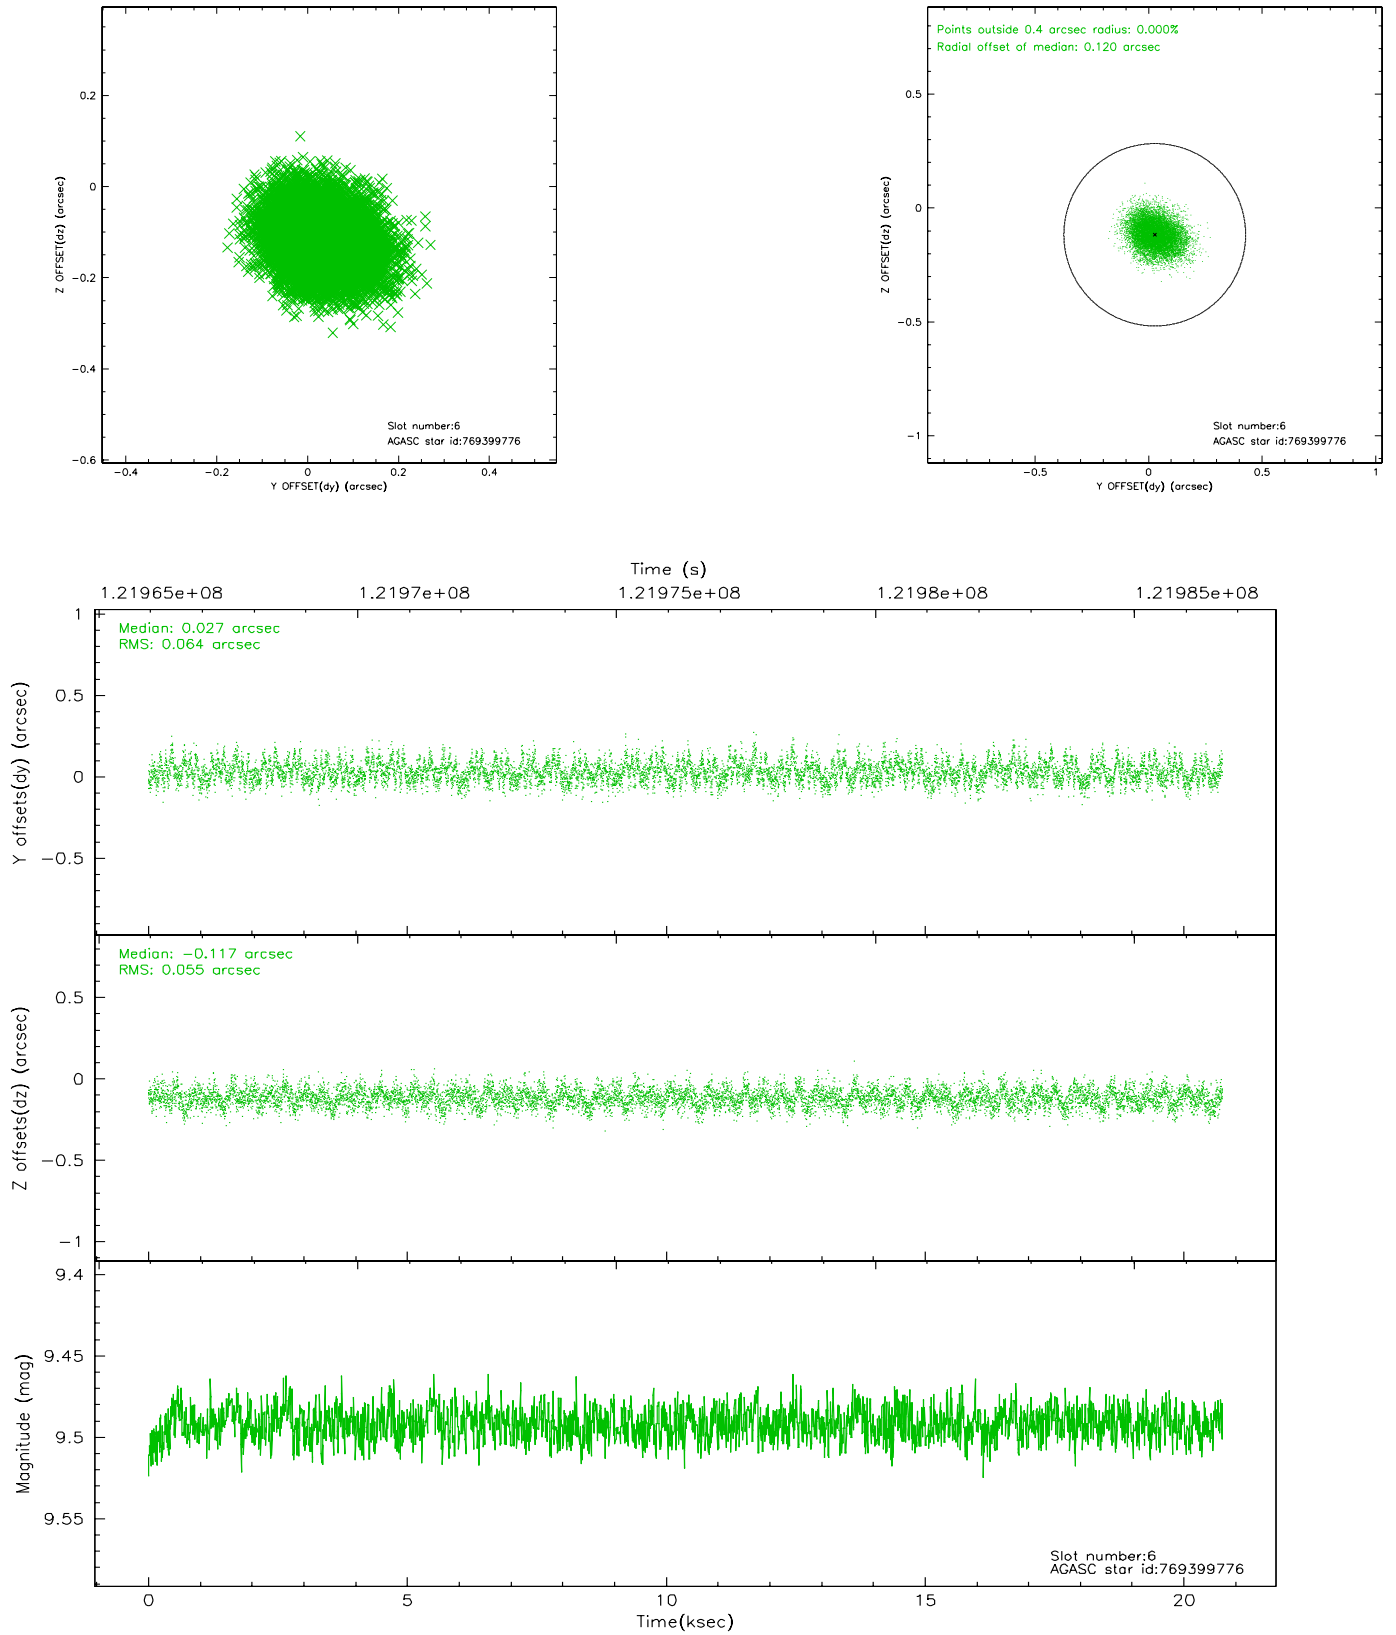 0.2
0
−0.2
−0.4
−0.6
Z OFFSET(dz) (arcsec)
−0.4
−0.2
0
0.2
0.4
Y OFFSET(dy) (arcsec)
Slot number:6
AGASC star id:769399776
Points outside 0.4 arcsec radius: 0.000%
Radial offset of median: 0.120 arcsec
0.5
0
−0.5
−1
Z OFFSET(dz) (arcsec)
−0.5
0
0.5
1
Y OFFSET(dy) (arcsec)
Slot number:6
AGASC star id:769399776
Time (s)
1.21965e+08
1.2197e+08
1.21975e+08
1.2198e+08
1.21985e+08
Median: 0.027 arcsec
RMS: 0.064 arcsec
1
0.5
0
−0.5
Y offsets(dy) (arcsec)
Median: −0.117 arcsec
RMS: 0.055 arcsec
0.5
0
−0.5
−1
Z offsets(dz) (arcsec)
9.4
9.45
9.5
9.55
Magnitude (mag)
Slot number:6
AGASC star id:769399776
0
5
10
15
20
Time(ksec)